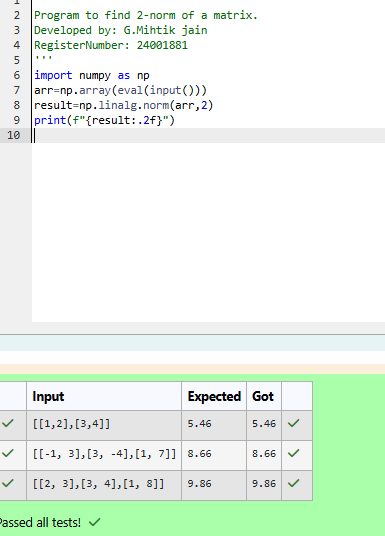 1
2 Program to find 2-norm of a matrix.
3 Developed by: G.Mihtik jain
4 RegisterNumber: 24001881
5 '''
6 import numpy as np
7 arr=np.array(eval(input()))
8 result=np.linalg.norm(arr,2)
9 print(f"{result:.2f}")
10
Input Expected Got
✓ [[1,2],[3,4]] 5.46 5.46 ✓
✓ [[-1, 3],[3, -4],[1, 7]] 8.66 8.66 ✓
✓ [[2, 3],[3, 4],[1, 8]] 9.86 9.86 ✓
Passed all tests! ✓